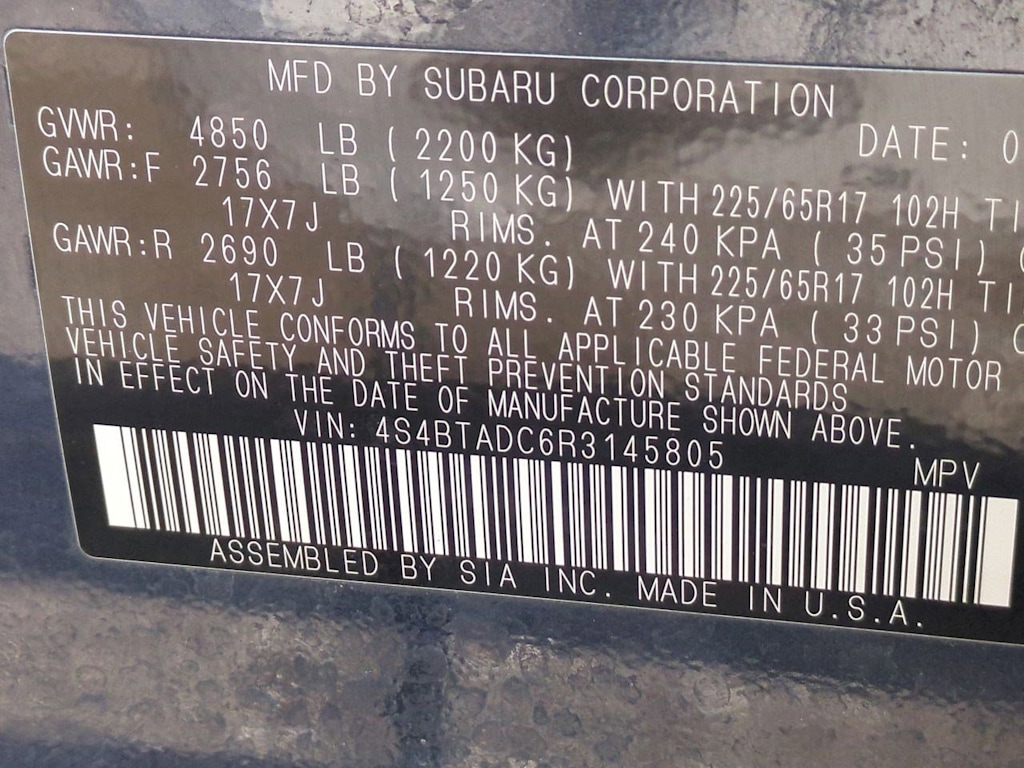 MFD BY SUBARU CORPORATION
GVWR: 4850 LB ( 2200 KG) DATE: 0
GAWR:F 2756 LB ( 1250 KG) WITH 225/65R17 102H TI
17X7J RIMS. AT 240 KPA ( 35 PSI) (
GAWR:R 2690 LB ( 1220 KG) WITH 225/65R17 102H TI
17X7J RIMS. AT 230 KPA ( 33 PSI) (
THIS VEHICLE CONFORMS TO ALL APPLICABLE FEDERAL MOTOR
VEHICLE SAFETY AND THEFT PREVENTION STANDARDS
IN EFFECT ON THE DATE OF MANUFACTURE SHOWN ABOVE.
VIN: 4S4BTADC6R3145805 MPV
ASSEMBLED BY SIA INC. MADE IN U.S.A.